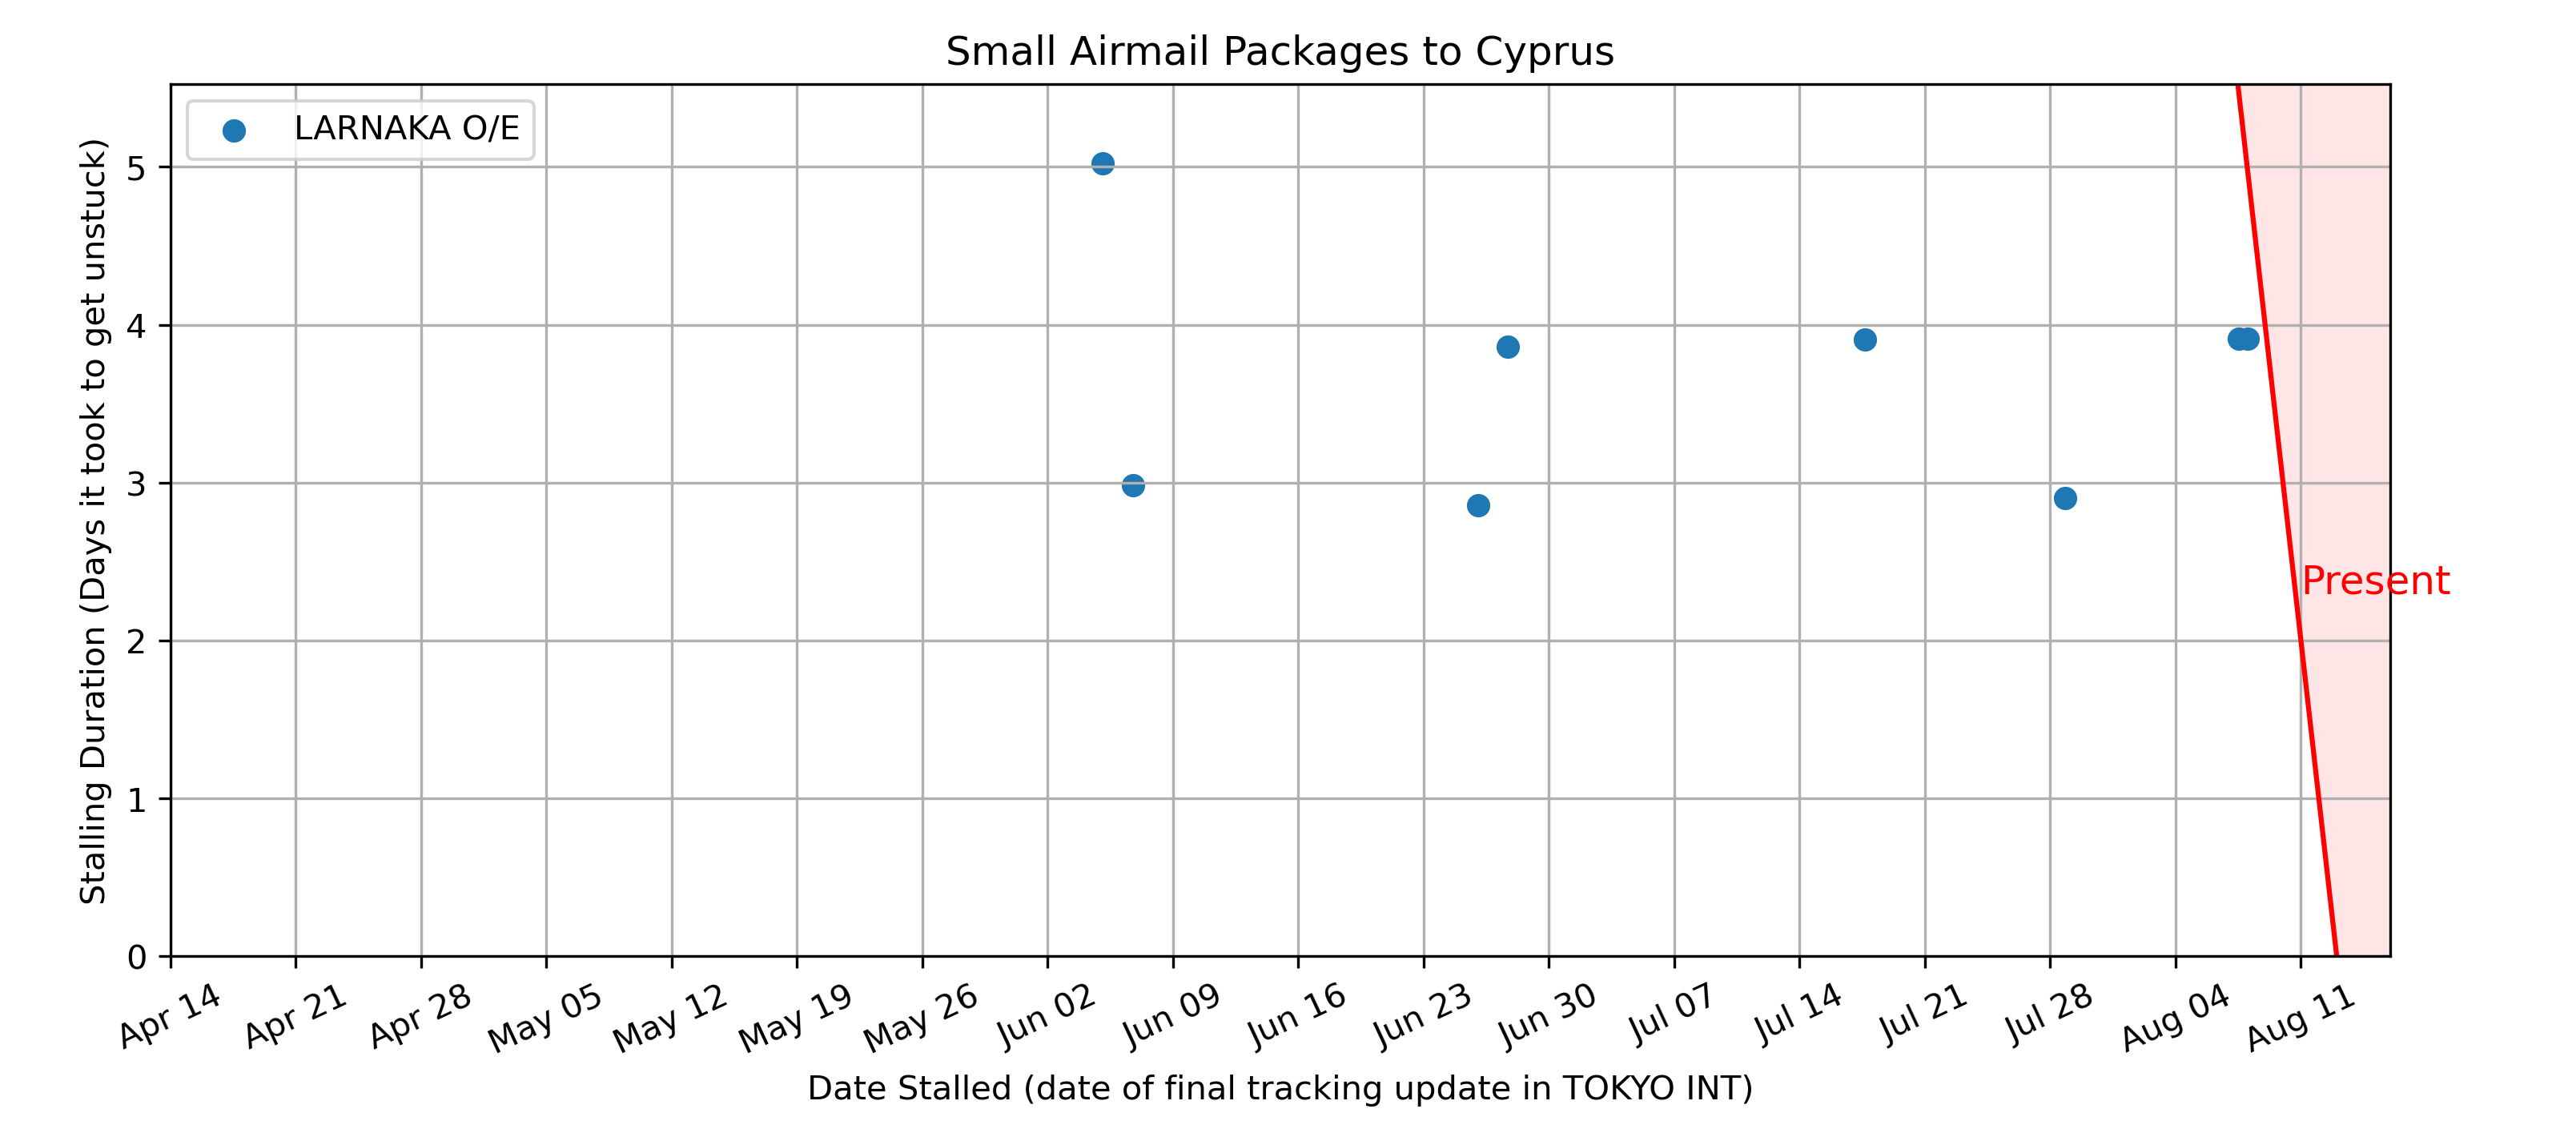 Small Airmail Packages to Cyprus
LARNAKA O/E
Stalling Duration (Days it took to get unstuck)
5
4
3
2
1
0
Present
Apr 14 Apr 21 Apr 28 May 05 May 12 May 19 May 26 Jun 02 Jun 09 Jun 16 Jun 23 Jun 30 Jul 07 Jul 14 Jul 21 Jul 28 Aug 04 Aug 11
Date Stalled (date of final tracking update in TOKYO INT)